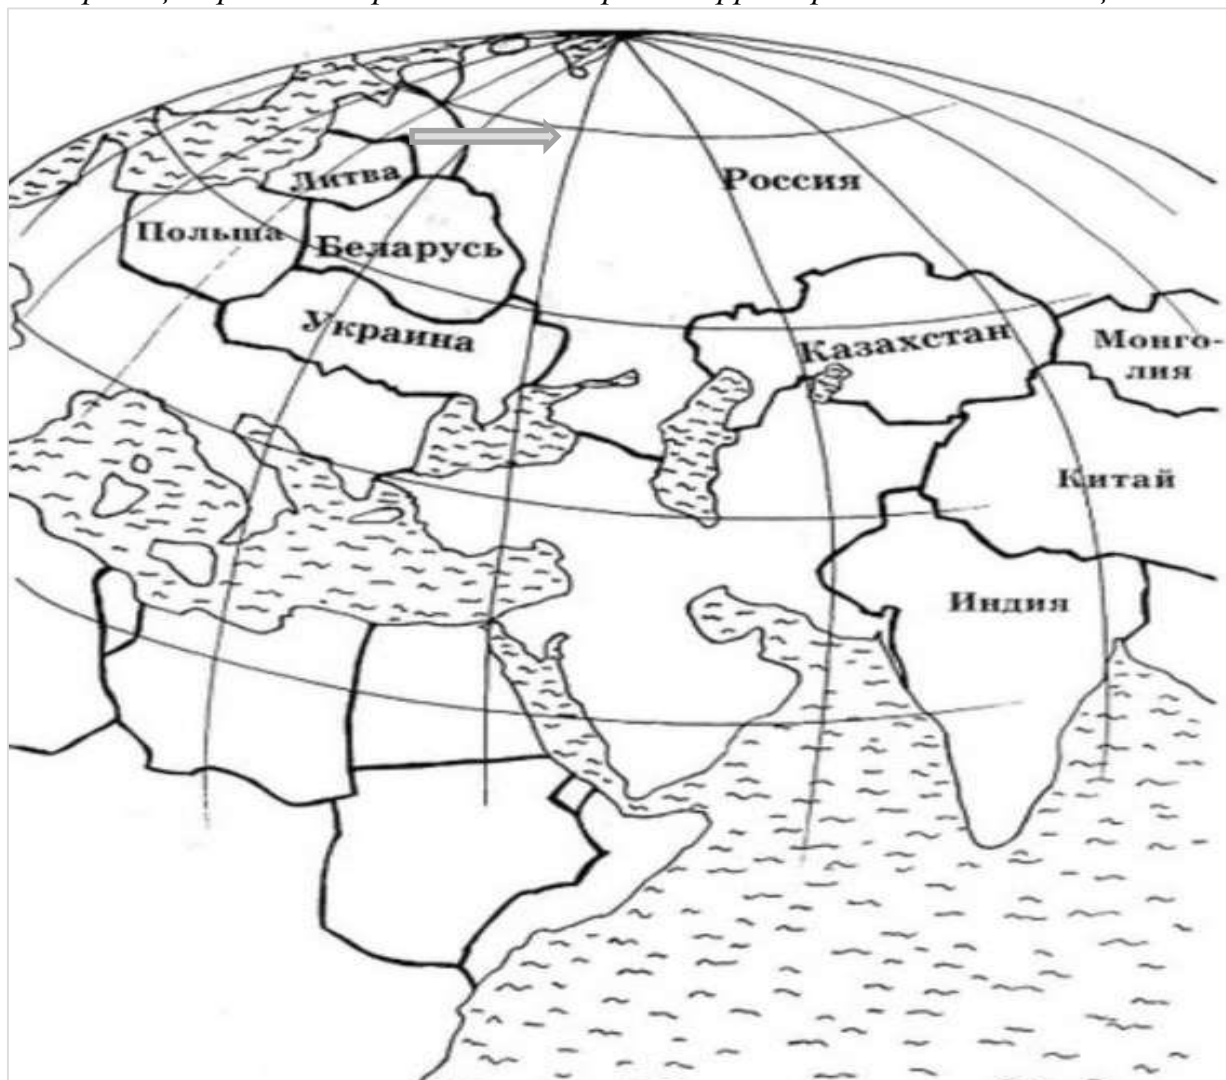 Россия
Литва
Польша
Беларусь
Украина
Казахстан
Монго-
лия
Китай
Индия